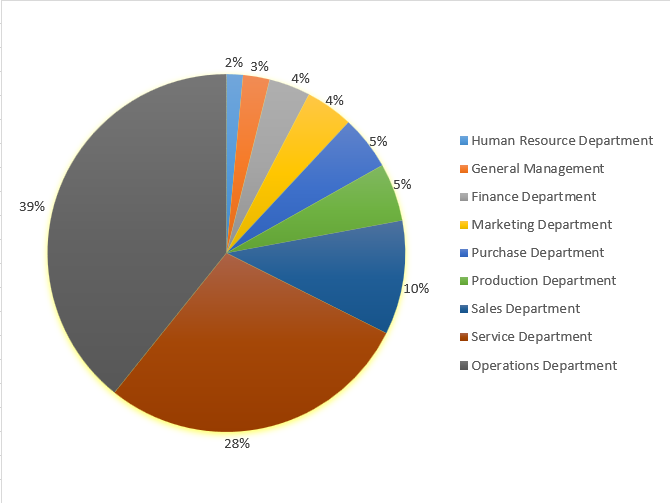 2%
3%
4%
4%
5%
5%
10%
28%
39%
Human Resource Department
General Management
Finance Department
Marketing Department
Purchase Department
Production Department
Sales Department
Service Department
Operations Department